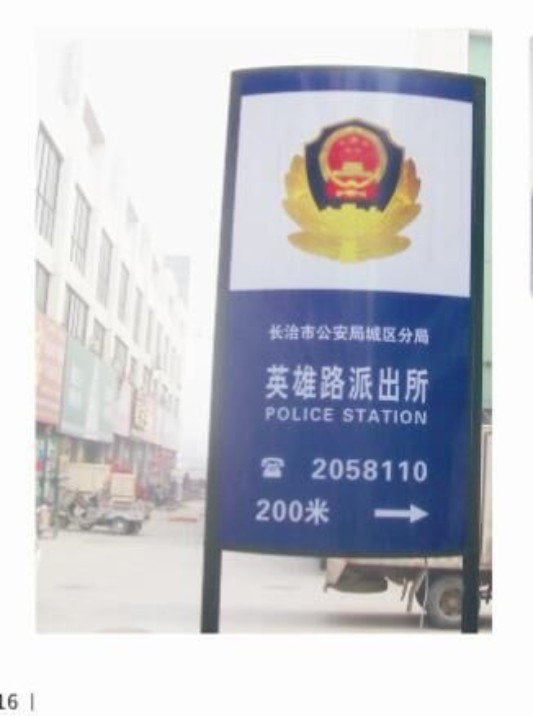 长治市公安局城区分局
英雄路派出所
POLICE STATION
☎ 2058110
200米 →
16 |